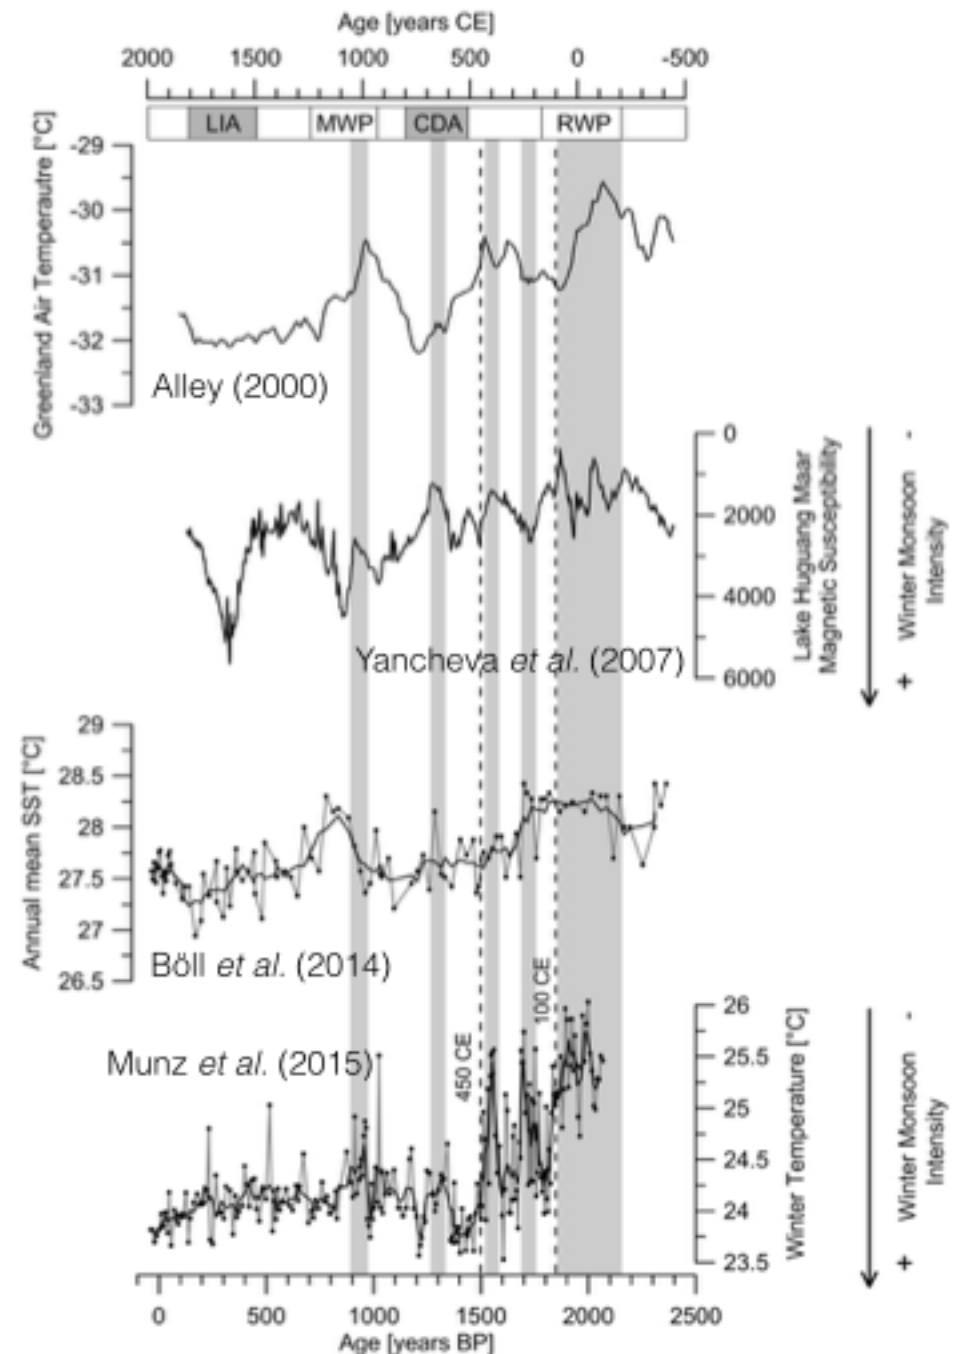 Age [years CE]
2000 1500 1000 500 0 -500
LIA MWP CDA RWP
Greenland Air Temperautre [°C]
-29
-30
-31
-32
-33
Alley (2000)
0
2000
4000
6000
Lake Huguang Maar
Magnetic Susceptibility
- Winter Monsoon +
Intensity
Yancheva et al. (2007)
Annual mean SST [°C]
29
28.5
28
27.5
27
26.5
Böll et al. (2014)
450 CE
100 CE
Munz et al. (2015)
26
25.5
25
24.5
24
23.5
Winter Temperature [°C]
- Winter Monsoon +
Intensity
0 500 1000 1500 2000 2500
Age [years BP]